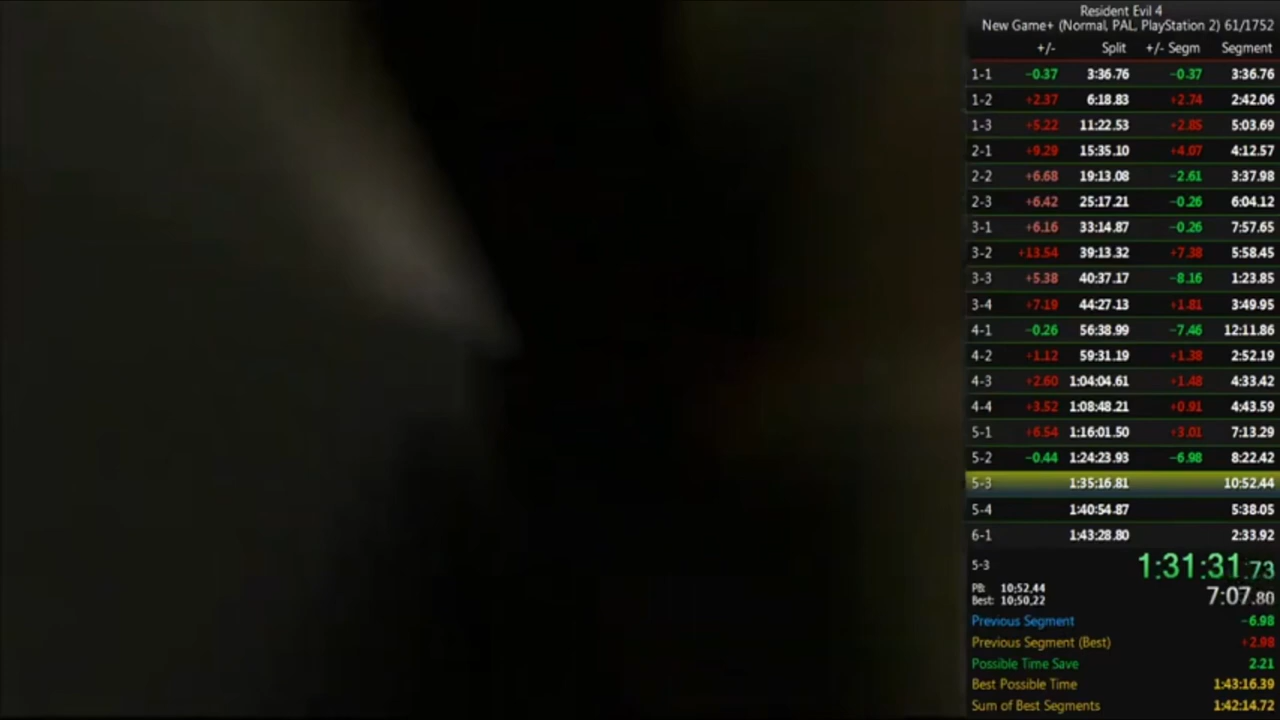 Resident Evil 4
New Game+ (Normal, PAL, PlayStation 2) 61/1752
+/- Split +/- Segm Segment
1-1 -0.37 3:36.76 -0.37 3:36.76
1-2 +2.37 6:18.83 +2.74 2:42.06
1-3 +5.22 11:22.53 +2.85 5:03.69
2-1 +9.29 15:35.10 +4.07 4:12.57
2-2 +6.68 19:13.08 -2.61 3:37.98
2-3 +6.42 25:17.21 -0.26 6:04.12
3-1 +6.16 33:14.87 -0.26 7:57.65
3-2 +13.54 39:13.32 +7.38 5:58.45
3-3 +5.38 40:37.17 -8.16 1:23.85
3-4 +7.19 44:27.13 +1.81 3:49.95
4-1 -0.26 56:38.99 -7.46 12:11.86
4-2 +1.12 59:31.19 +1.38 2:52.19
4-3 +2.60 1:04:04.61 +1.48 4:33.42
4-4 +3.52 1:08:48.21 +0.91 4:43.59
5-1 +6.54 1:16:01.50 +3.01 7:13.29
5-2 -0.44 1:24:23.93 -6.98 8:22.42
5-3 1:35:16.81 10:52.44
5-4 1:40:54.87 5:38.05
6-1 1:43:28.80 2:33.92
5-3 1:31:31.73
PB: 10:52,44
Best: 10:50,22 7:07.80
Previous Segment -6.98
Previous Segment (Best) +2.98
Possible Time Save 2.21
Best Possible Time 1:43:16.39
Sum of Best Segments 1:42:14.72